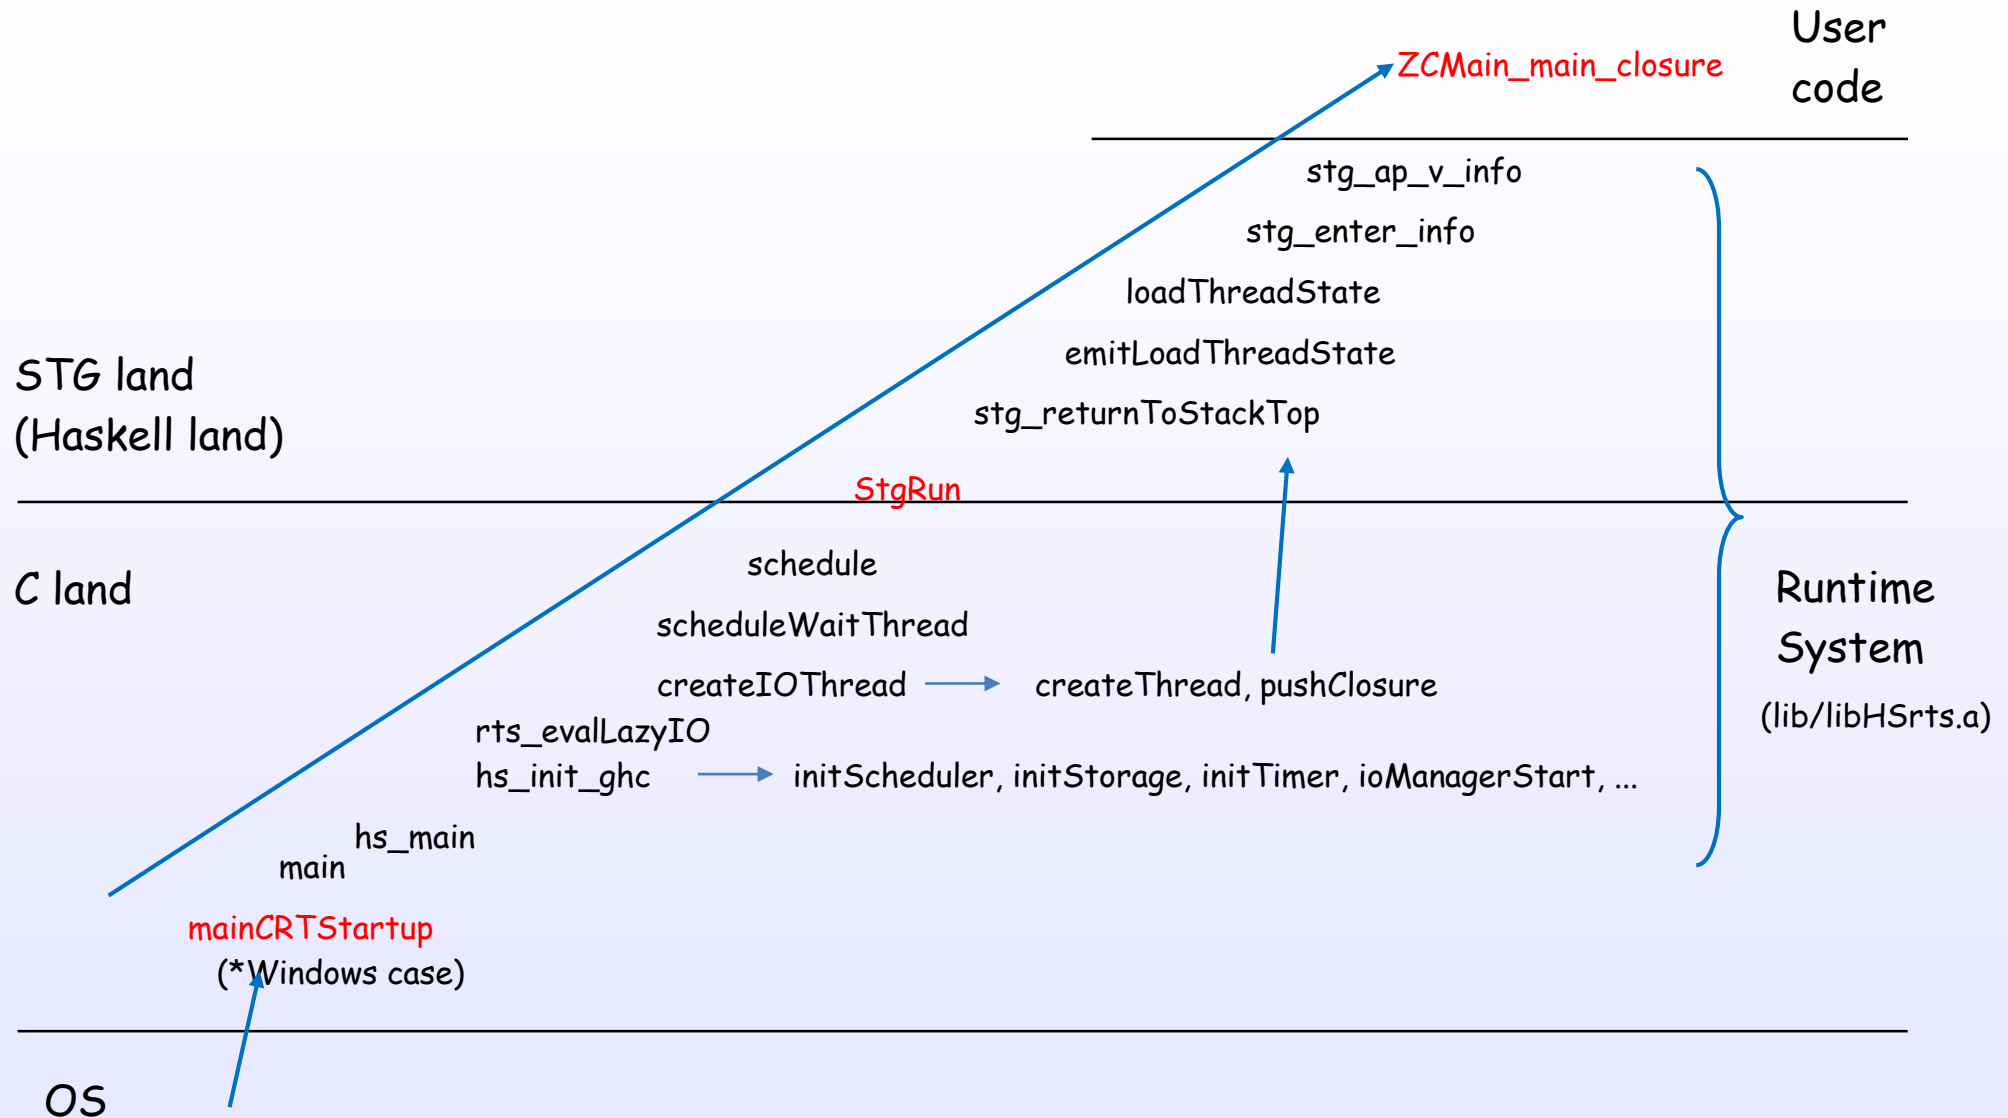 User
code
ZCMain_main_closure
stg_ap_v_info
stg_enter_info
loadThreadState
emitLoadThreadState
stg_returnToStackTop
STG land
(Haskell land)
StgRun
C land
schedule
scheduleWaitThread
createIOThread createThread, pushClosure
rts_evalLazyIO
hs_init_ghc initScheduler, initStorage, initTimer, ioManagerStart, ...
hs_main
main
mainCRTStartup
(*Windows case)
Runtime
System
(lib/libHSrts.a)
OS